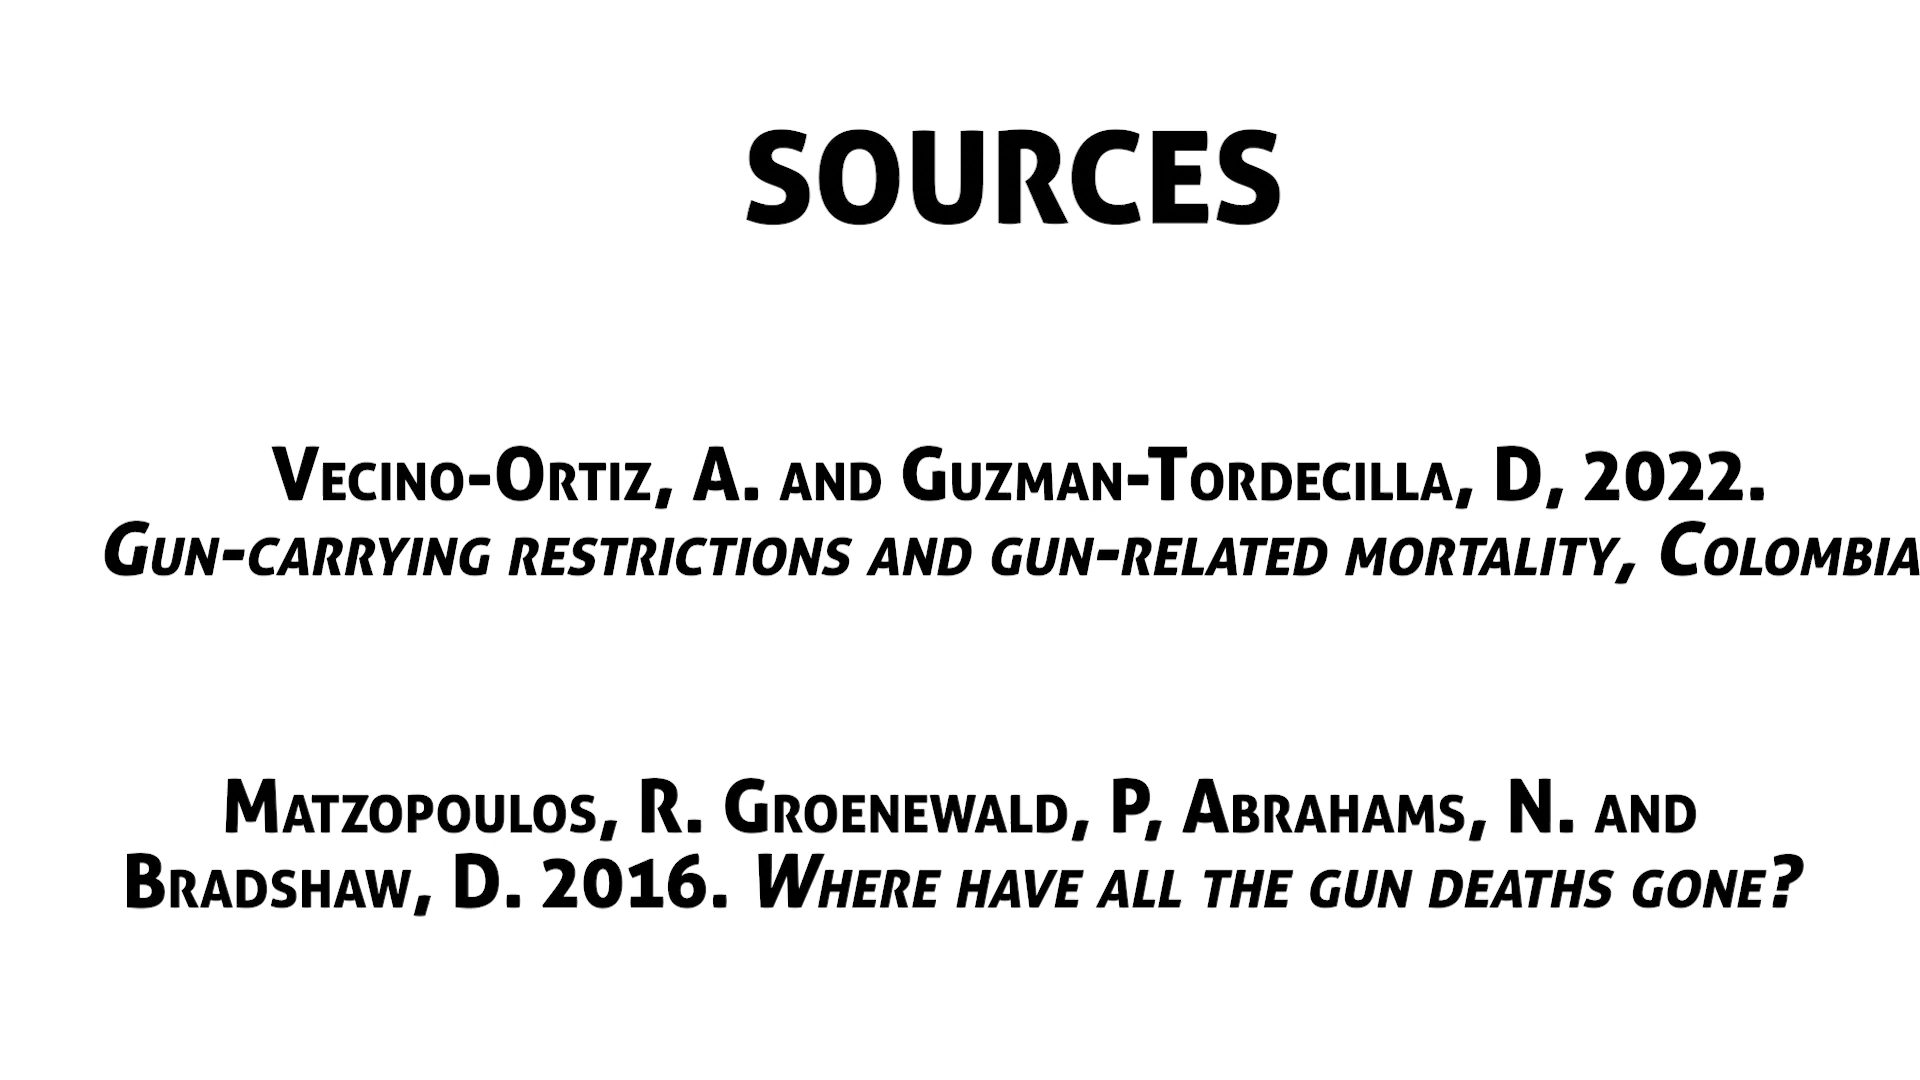 SOURCES
Vecino-Ortiz, A. and Guzman-Tordecilla, D, 2022.
Gun-carrying restrictions and gun-related mortality, Colombia
Matzopoulos, R. Groenewald, P, Abrahams, N. and
Bradshaw, D. 2016. Where have all the gun deaths gone?